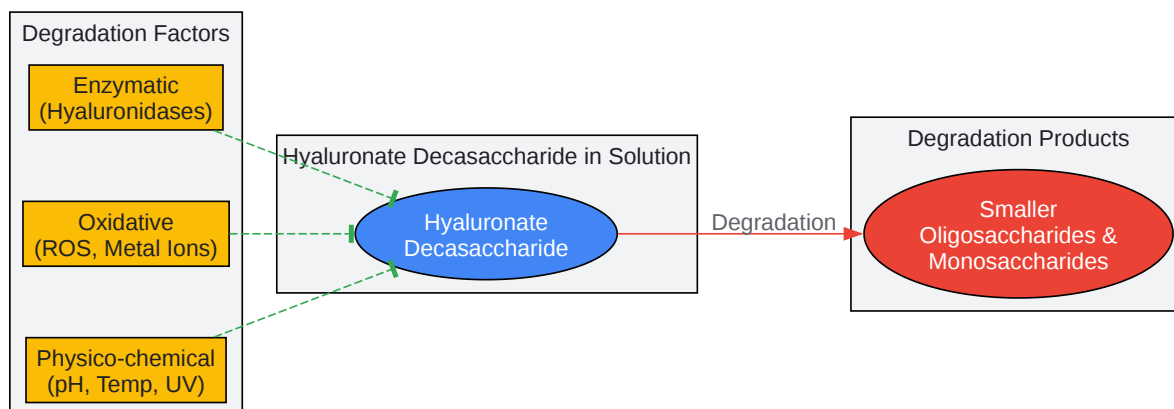 Degradation Factors
Enzymatic
(Hyaluronidases)
Oxidative
(ROS, Metal Ions)
Physico-chemical
(pH, Temp, UV)
Hyaluronate Decasaccharide in Solution
Hyaluronate
Decasaccharide
Degradation
Degradation Products
Smaller
Oligosaccharides &
Monosaccharides